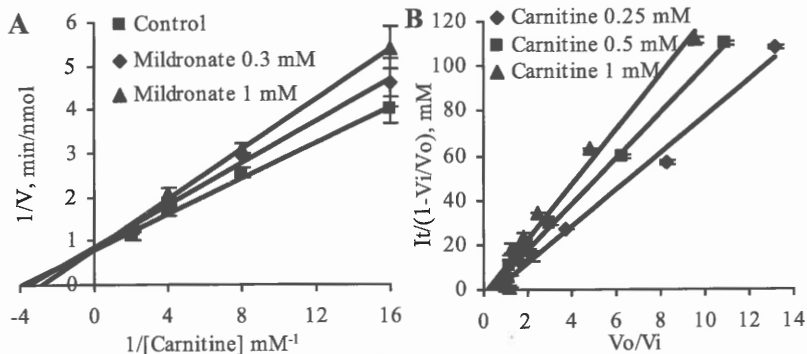 A
Control
Mildronate 0.3 mM
Mildronate 1 mM
1/V, min/nmol
6
5
4
3
2
1
0
-4 0 4 8 12 16
1/[Carnitine] mM⁻¹
B
Carnitine 0.25 mM
Carnitine 0.5 mM
Carnitine 1 mM
It/(1-Vi/Vo), mM
120
100
80
60
40
20
0
0 2 4 6 8 10 12 14
Vo/Vi